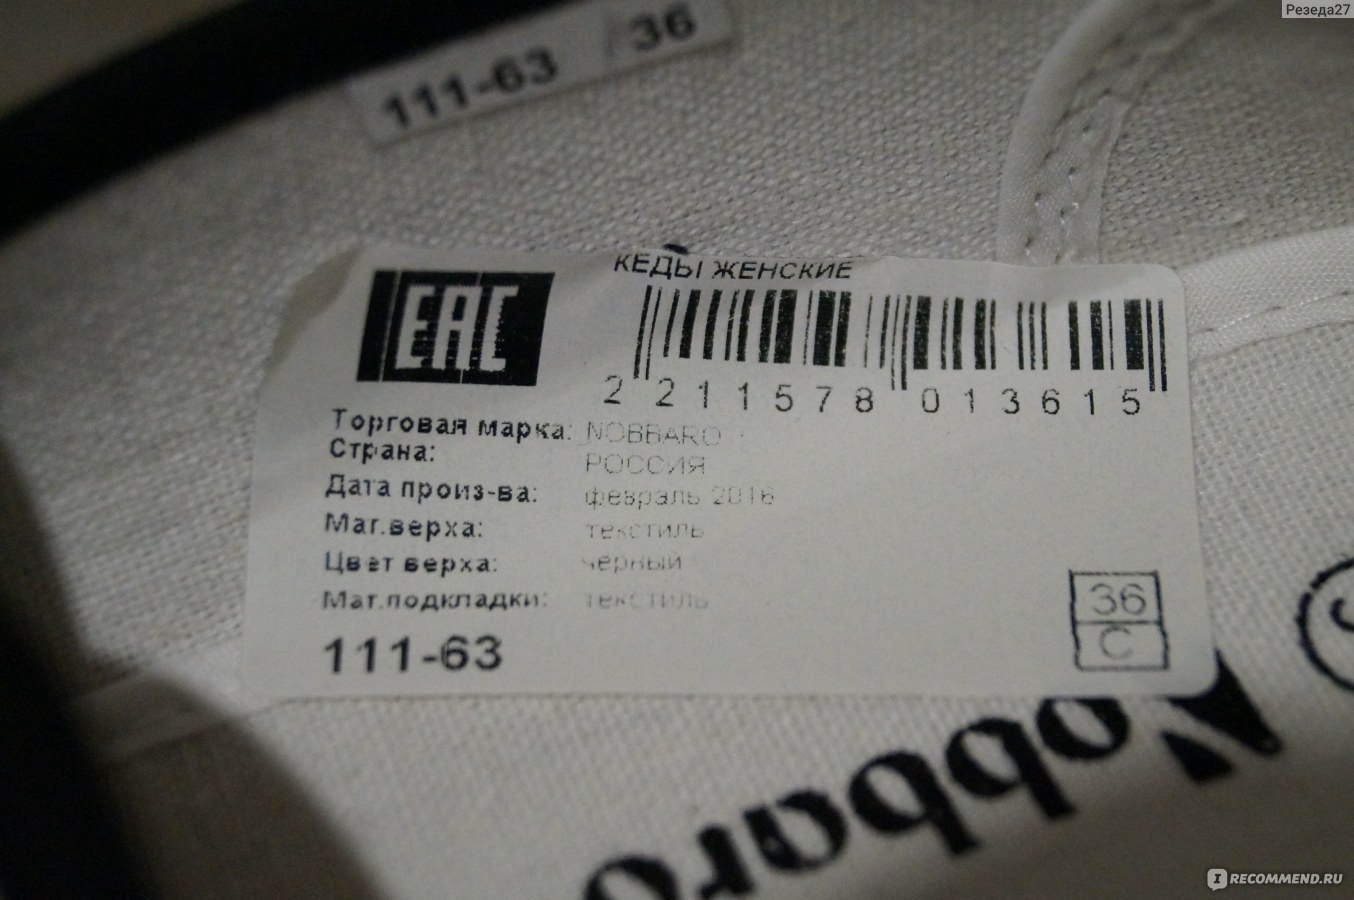 Резеда27
111-63 / 36
КЕДЫ ЖЕНСКИЕ
EAC
2 211578 013615
Торговая марка: NOBBARO
Страна: РОССИЯ
Дата произ-ва: февраль 2016
Мат.верха: текстиль
Цвет верха: черный
Мат.подкладки: текстиль
111-63
36
С
Nobbaro
IRECOMMEND.RU